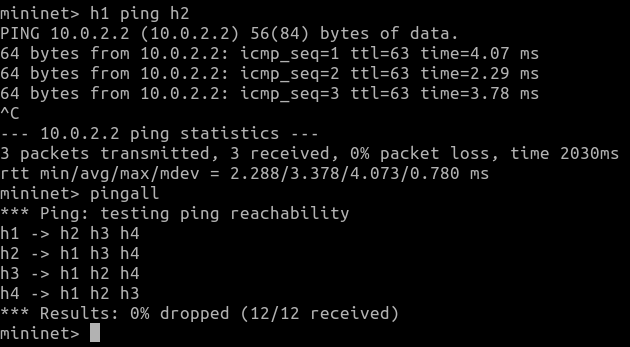 mininet> h1 ping h2
PING 10.0.2.2 (10.0.2.2) 56(84) bytes of data.
64 bytes from 10.0.2.2: icmp_seq=1 ttl=63 time=4.07 ms
64 bytes from 10.0.2.2: icmp_seq=2 ttl=63 time=2.29 ms
64 bytes from 10.0.2.2: icmp_seq=3 ttl=63 time=3.78 ms
^C
--- 10.0.2.2 ping statistics ---
3 packets transmitted, 3 received, 0% packet loss, time 2030ms
rtt min/avg/max/mdev = 2.288/3.378/4.073/0.780 ms
mininet> pingall
*** Ping: testing ping reachability
h1 -> h2 h3 h4
h2 -> h1 h3 h4
h3 -> h1 h2 h4
h4 -> h1 h2 h3
*** Results: 0% dropped (12/12 received)
mininet>